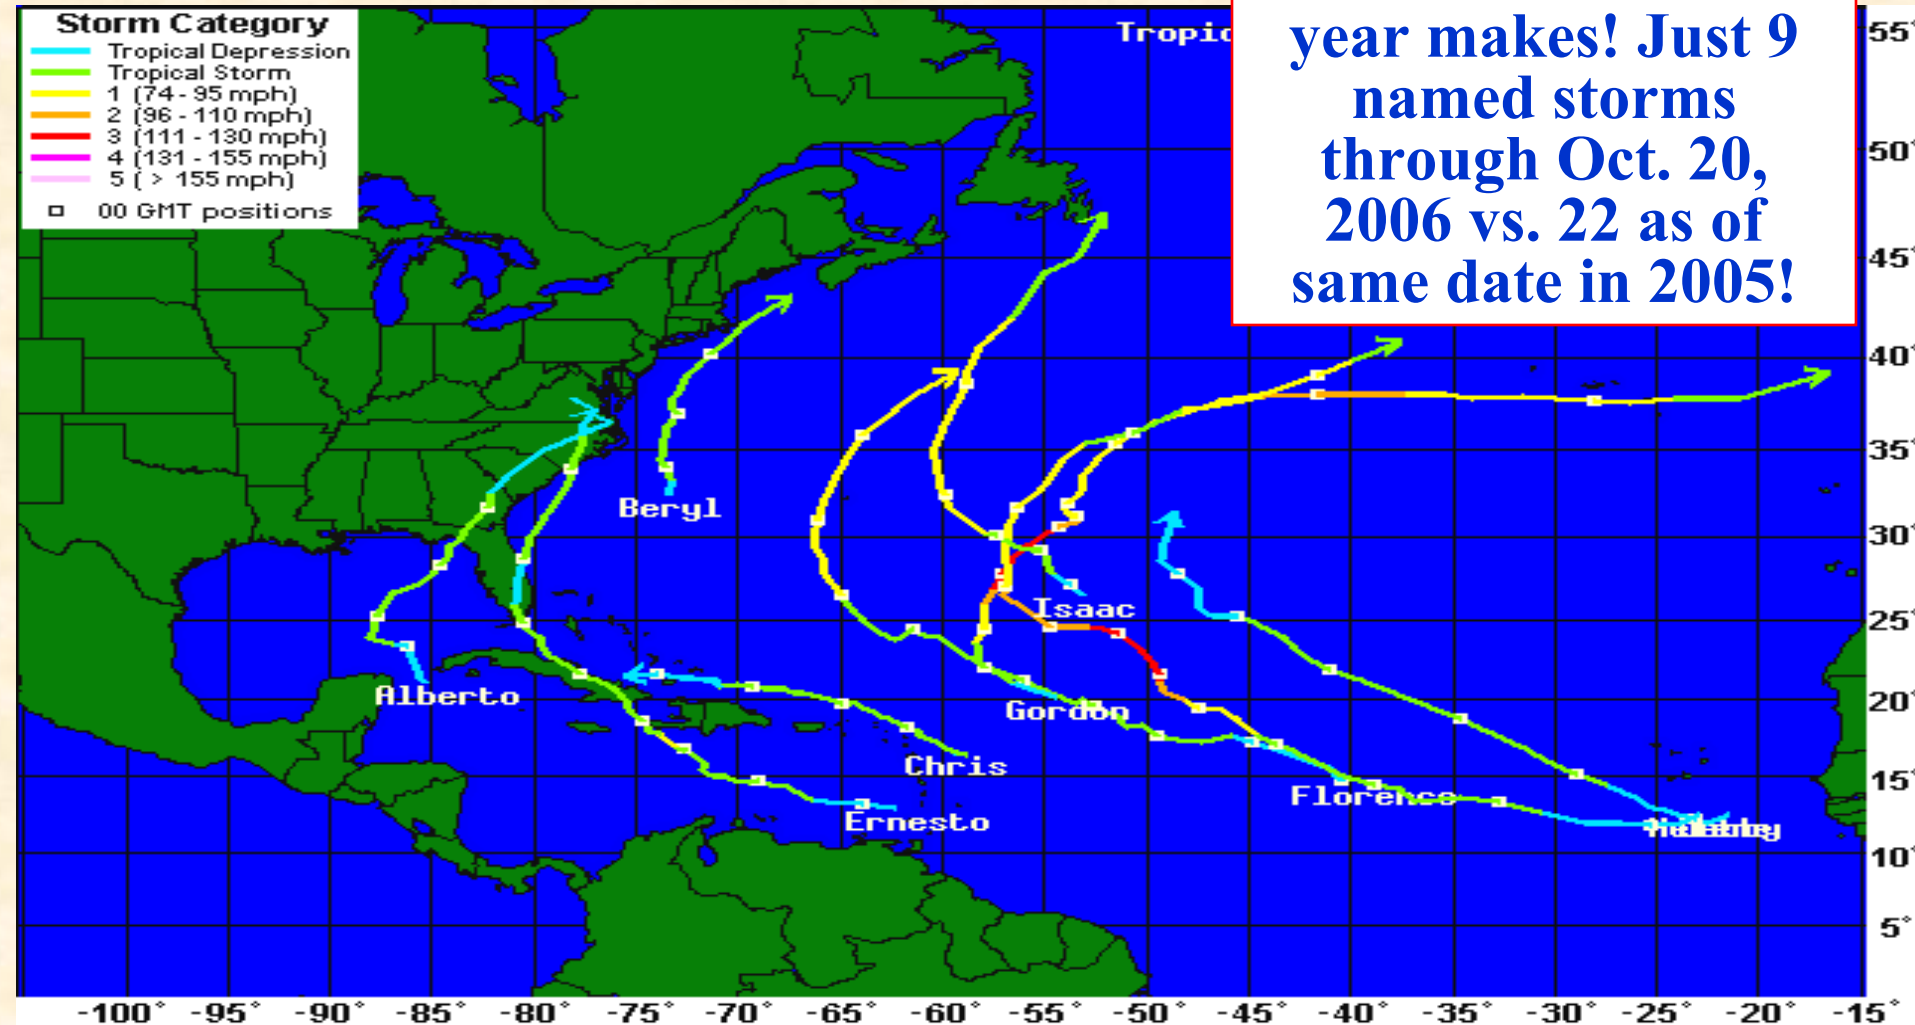 Storm Category
Tropical Depression
Tropical Storm
1 (74-95 mph)
2 (96-110 mph)
3 (111-130 mph)
4 (131-155 mph)
5 ( > 155 mph)
00 GMT positions
Tropic
year makes! Just 9
named storms
through Oct. 20,
2006 vs. 22 as of
same date in 2005!
55°
50°
45°
40°
35°
30°
25°
20°
15°
10°
5°
Beryl
Isaac
Alberto
Gordon
Chris
Florence
Ernesto
-100° -95° -90° -85° -80° -75° -70° -65° -60° -55° -50° -45° -40° -35° -30° -25° -20° -15°